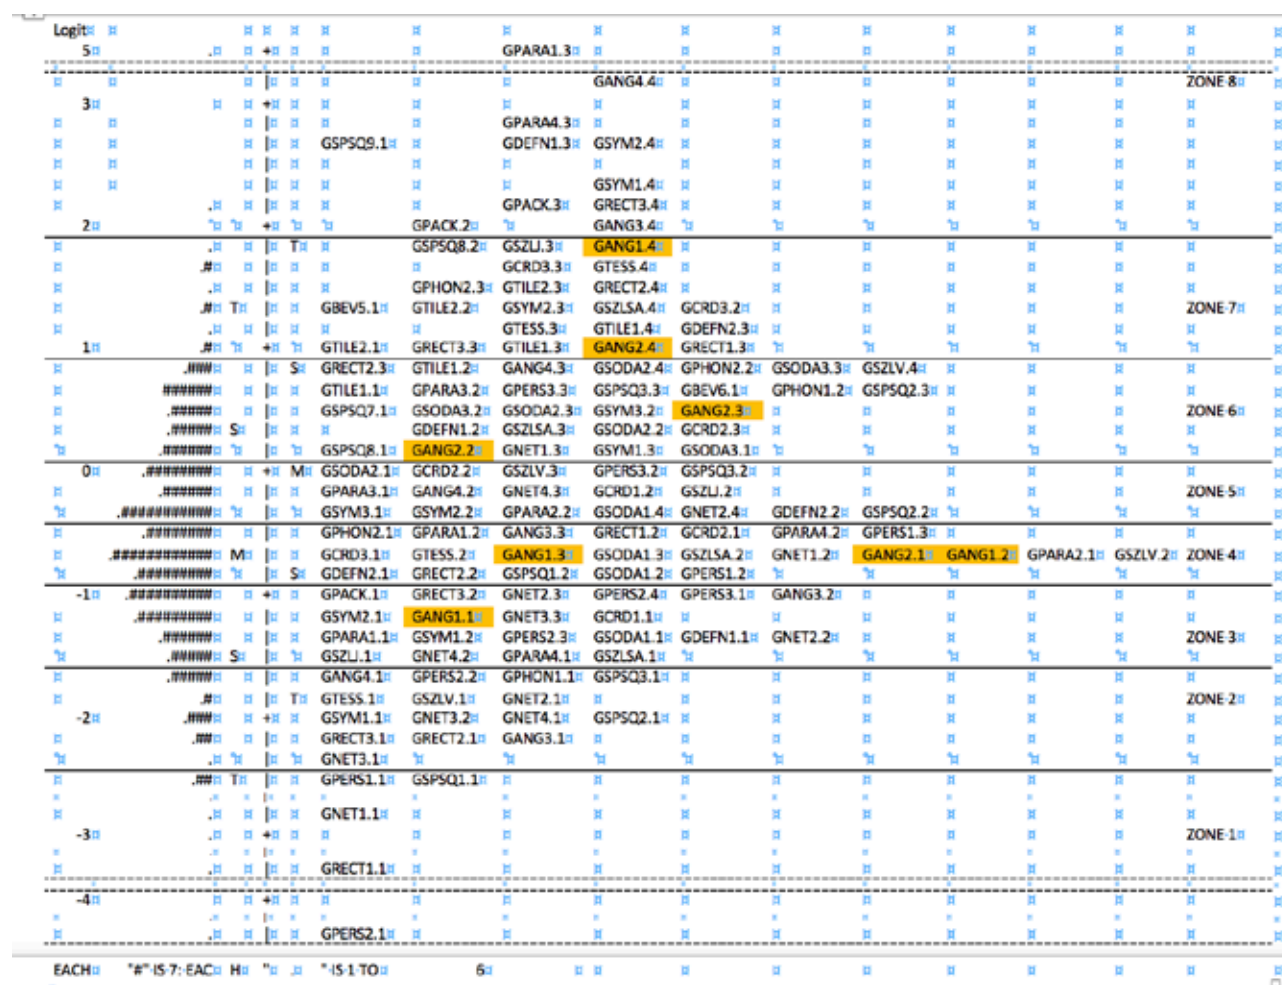 Logit
5 . + GPARA1.3
GANG4.4 ZONE-8
3 +
| GPARA4.3
| GSPSQ9.1 GDEFN1.3 GSYM2.4
|
| GSYM1.4
. | GPACK.3 GRECT3.4
2 + GPACK.2 GANG3.4
. | T GSPSQ8.2 GSZLJ.3 GANG1.4
.# | GCRD3.3 GTESS.4
. | GPHON2.3 GTILE2.3 GRECT2.4
.# T | GBEV5.1 GTILE2.2 GSYM2.3 GSZLSA.4 GCRD3.2 ZONE-7
. | GTESS.3 GTILE1.4 GDEFN2.3
1 .# + GTILE2.1 GRECT3.3 GTILE1.3 GANG2.4 GRECT1.3
.#### | S GRECT2.3 GTILE1.2 GANG4.3 GSODA2.4 GPHON2.2 GSODA3.3 GSZLV.4
###### | GTILE1.1 GPARA3.2 GPERS3.3 GSPSQ3.3 GBEV6.1 GPHON1.2 GSPSQ2.3
.##### | GSPSQ7.1 GSODA3.2 GSODA2.3 GSYM3.2 GANG2.3 ZONE-6
.##### S | GDEFN1.2 GSZLSA.3 GSODA2.2 GCRD2.3
.###### | GSPSQ8.1 GANG2.2 GNET1.3 GSYM1.3 GSODA3.1
0 .######## + M GSODA2.1 GCRD2.2 GSZLV.3 GPERS3.2 GSPSQ3.2
.###### | GPARA3.1 GANG4.2 GNET4.3 GCRD1.2 GSZLJ.2 ZONE-5
.########### | GSYM3.1 GSYM2.2 GPARA2.2 GSODA1.4 GNET2.4 GDEFN2.2 GSPSQ2.2
.######## | GPHON2.1 GPARA1.2 GANG3.3 GRECT1.2 GCRD2.1 GPARA4.2 GPERS1.3
.############ M | GCRD3.1 GTESS.2 GANG1.3 GSODA1.3 GSZLSA.2 GNET1.2 GANG2.1 GANG1.2 GPARA2.1 GSZLV.2 ZONE-4
.######### | S GDEFN2.1 GRECT2.2 GSPSQ1.2 GSODA1.2 GPERS1.2
-1 .########## + GPACK.1 GRECT3.2 GNET2.3 GPERS2.4 GPERS3.1 GANG3.2
.######### | GSYM2.1 GANG1.1 GNET3.3 GCRD1.1
.###### | GPARA1.1 GSYM1.2 GPERS2.3 GSODA1.1 GDEFN1.1 GNET2.2 ZONE-3
.##### S | GSZLJ.1 GNET4.2 GPARA4.1 GSZLSA.1
.##### | GANG4.1 GPERS2.2 GPHON1.1 GSPSQ3.1
.# | T GTESS.1 GSZLV.1 GNET2.1 ZONE-2
-2 .#### + GSYM1.1 GNET3.2 GNET4.1 GSPSQ2.1
.## | GRECT3.1 GRECT2.1 GANG3.1
. | GNET3.1
.## T | GPERS1.1 GSPSQ1.1
. |
. | GNET1.1
-3 . + ZONE-1
. |
. | GRECT1.1
-4 . +
. |
. | GPERS2.1
EACH "#"-IS-7:-EAC H " . "-IS-1-TO 6